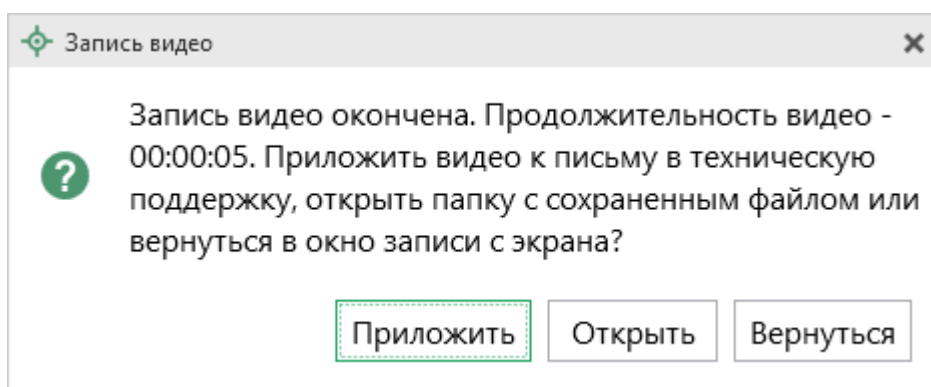 Запись видео
Запись видео окончена. Продолжительность видео -
00:00:05. Приложить видео к письму в техническую
поддержку, открыть папку с сохраненным файлом или
вернуться в окно записи с экрана?
Приложить Открыть Вернуться